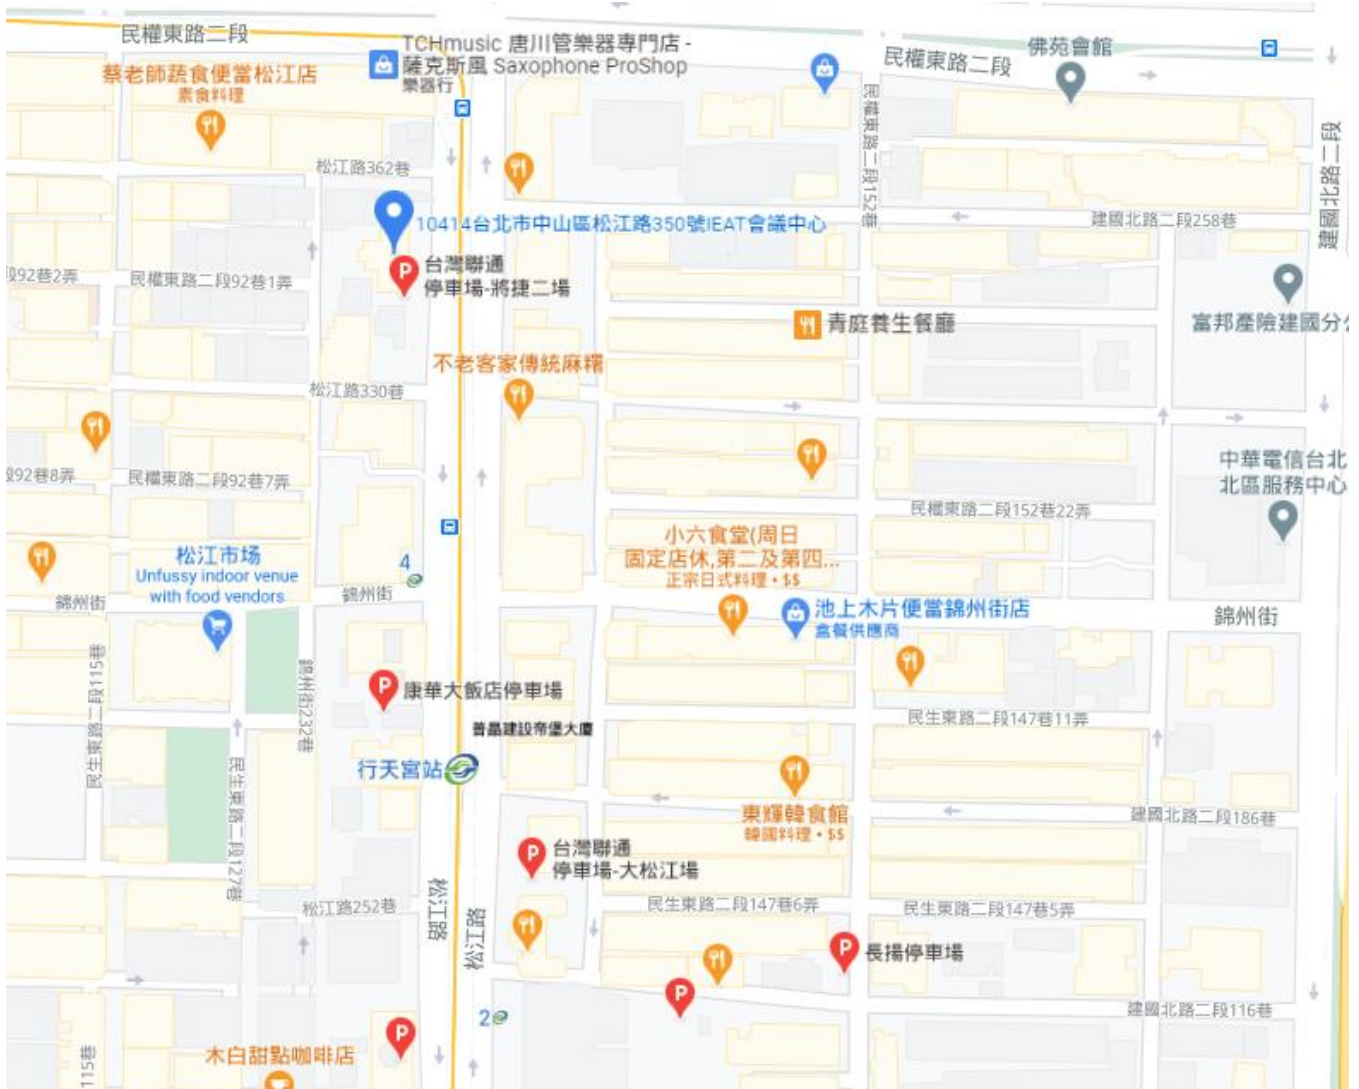 民權東路二段
TCHmusic 唐川管樂器專門店 -
薩克斯風 Saxophone ProShop
樂器行
民權東路二段
佛苑會館
蔡老師蔬食便當松江店
素食料理
民權東路二段152巷
建國北路二段
松江路362巷
10414台北市中山區松江路350號IEAT會議中心
建國北路二段258巷
段92巷2弄
民權東路二段92巷1弄
台灣聯通
停車場-將捷二場
P
青庭養生餐廳
富邦產險建國分公
不老客家傳統麻糬
松江路330巷
段92巷8弄
民權東路二段92巷7弄
中華電信台北
北區服務中心
民權東路二段152巷22弄
松江市场
Unfussy indoor venue
with food vendors
4
小六食堂(周日
固定店休,第二及第四...
正宗日式料理・$$
錦州街
錦州街
池上木片便當錦州街店
盒餐供應商
錦州街
民生東路二段115巷
錦州街232巷
P
康華大飯店停車場
普晶建設帝堡大廈
民生東路二段147巷11弄
行天宮站
民生東路二段127巷
東輝韓食館
韓國料理・$$
建國北路二段186巷
P
台灣聯通
停車場-大松江場
松江路252巷
松江路
松江路
民生東路二段147巷6弄
民生東路二段147巷5弄
P
長揚停車場
P
建國北路二段116巷
2
P
木白甜點咖啡店
115巷